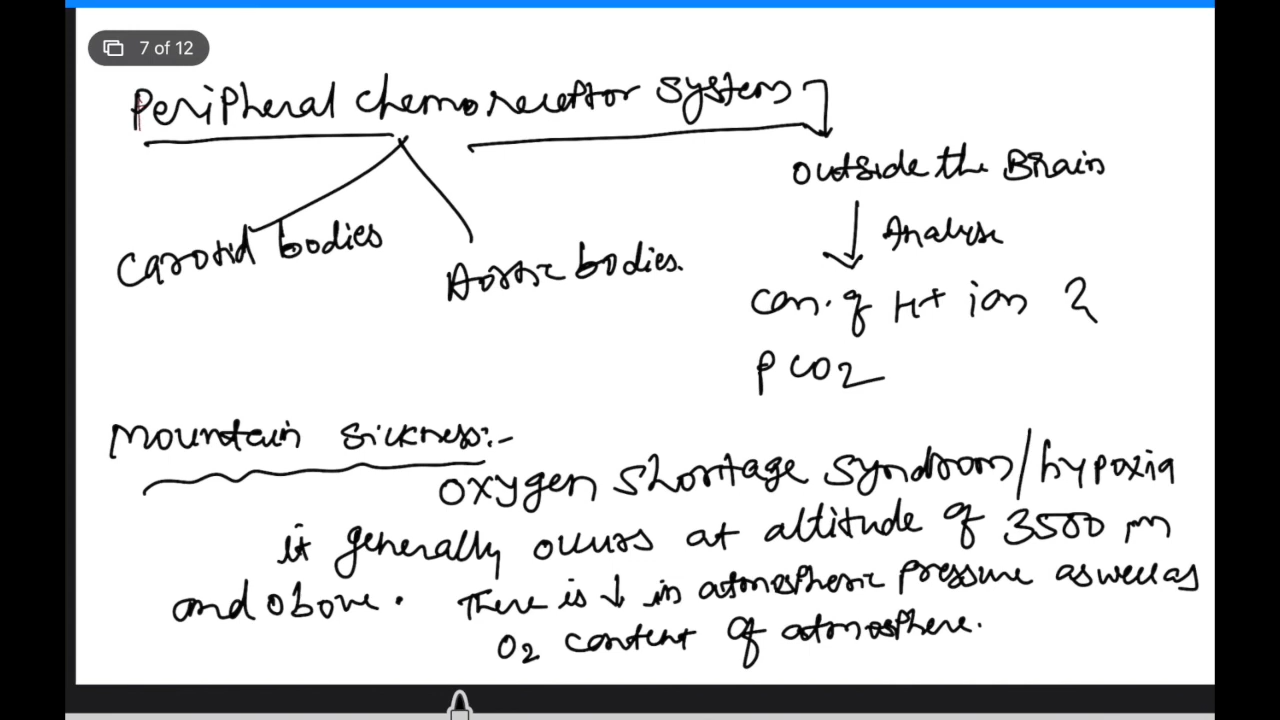 7 of 12
Peripheral chemoreceptor system
outside the Brain
Analyse
Carotid bodies
Aortic bodies.
Con. of H+ ion &
PCO2
Mountain sickness:-
oxygen shortage syndrom/hypoxia
it generally occurs at altitude of 3500 m
and above. There is ↓ in atmospheric pressure as well as
O2 content of atmosphere.